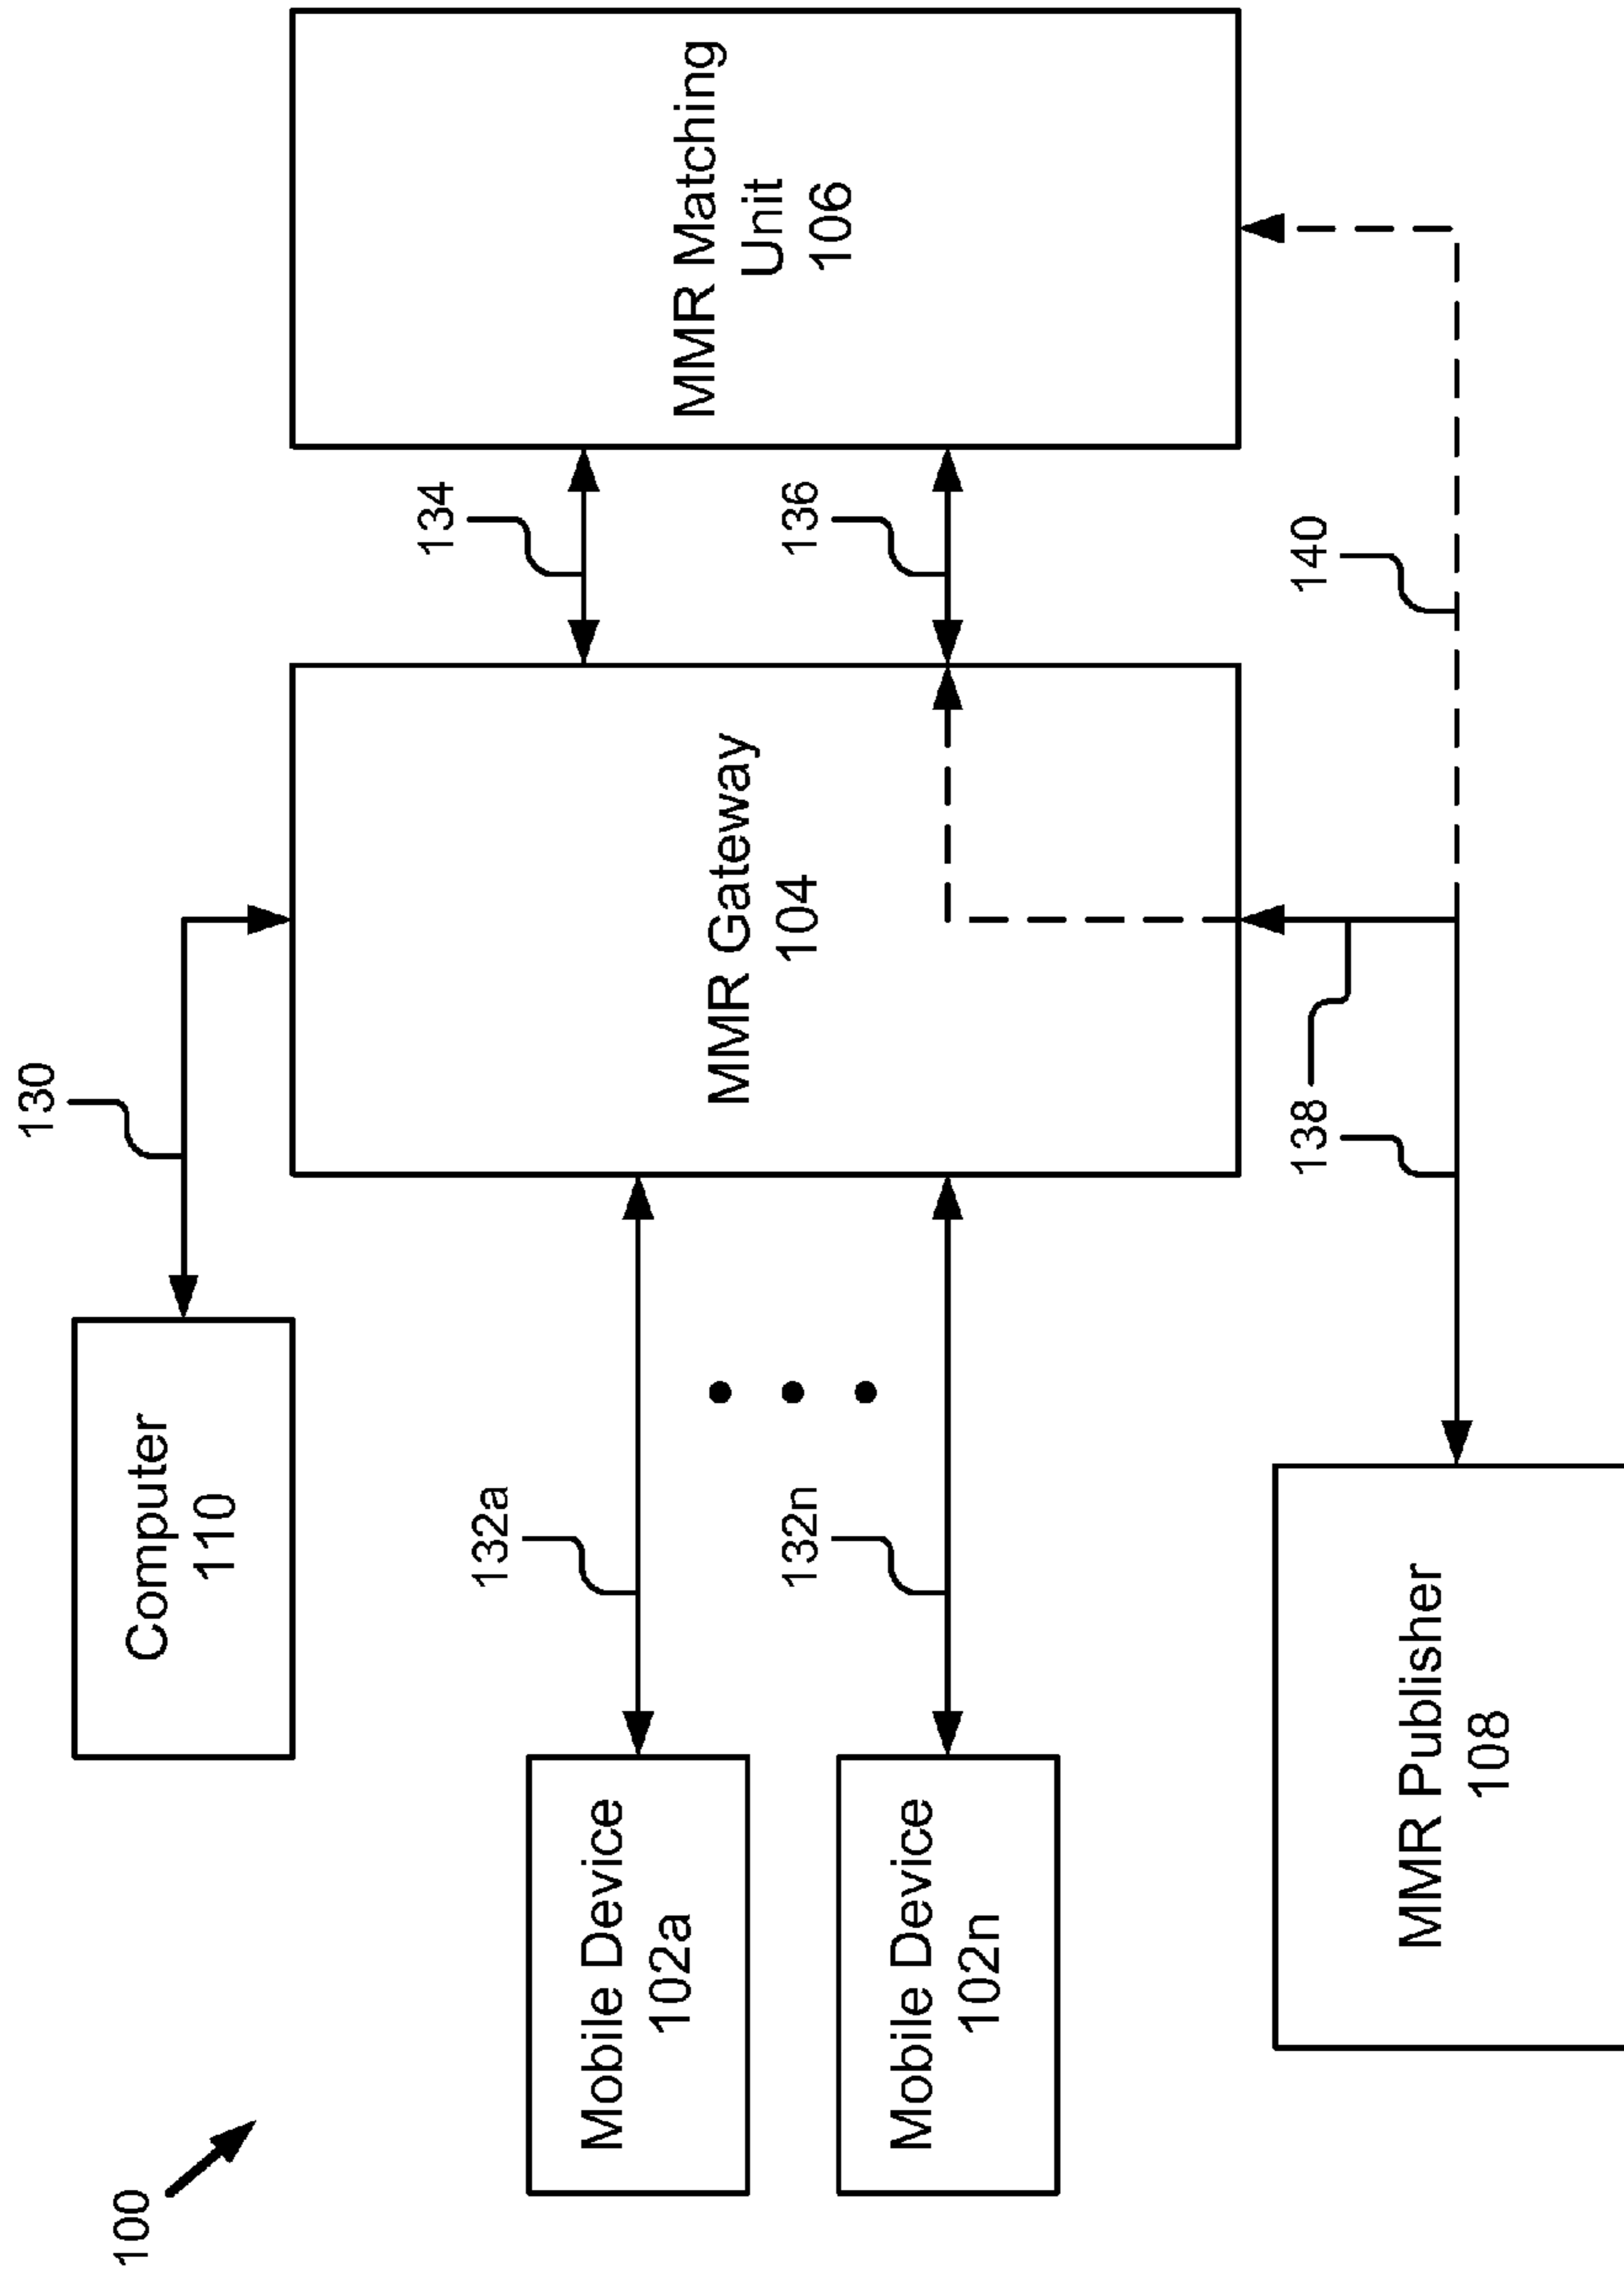 100
Computer
110
130
Mobile Device
102a
132a
Mobile Device
102n
132n
MMR Gateway
104
134
136
MMR Matching
Unit
106
MMR Publisher
108
138
140